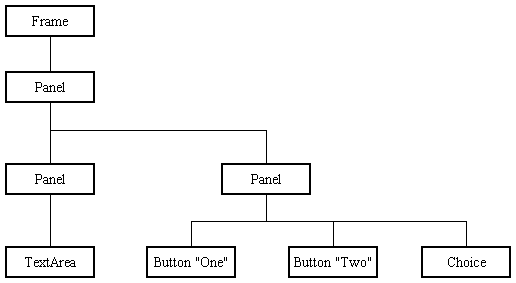 Frame
Panel
Panel
Panel
TextArea
Button "One"
Button "Two"
Choice